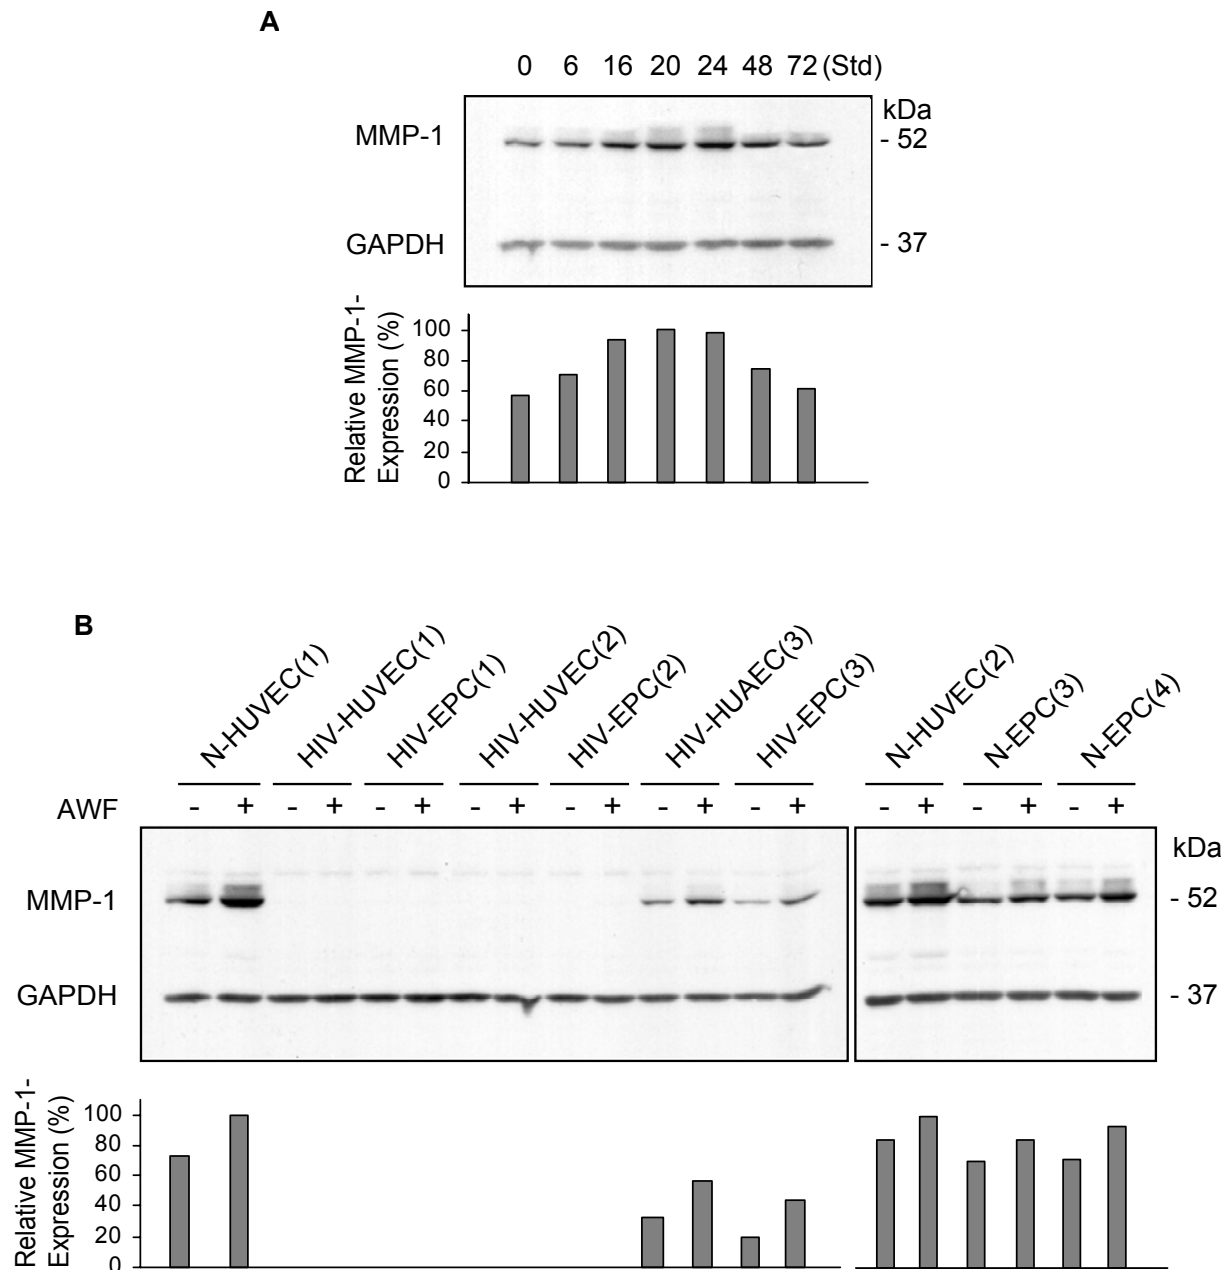 A
0 6 16 20 24 48 72 (Std)
kDa
MMP-1
- 52
GAPDH
- 37
Relative MMP-1-
Expression (%)
100
80
60
40
20
0
B
N-HUVEC(1)
HIV-HUVEC(1)
HIV-EPC(1)
HIV-HUVEC(2)
HIV-EPC(2)
HIV-HUAEC(3)
HIV-EPC(3)
N-HUVEC(2)
N-EPC(3)
N-EPC(4)
AWF - + - + - + - + - + - + - + - + - + - +
kDa
MMP-1
- 52
GAPDH
- 37
Relative MMP-1-
Expression (%)
100
80
60
40
20
0